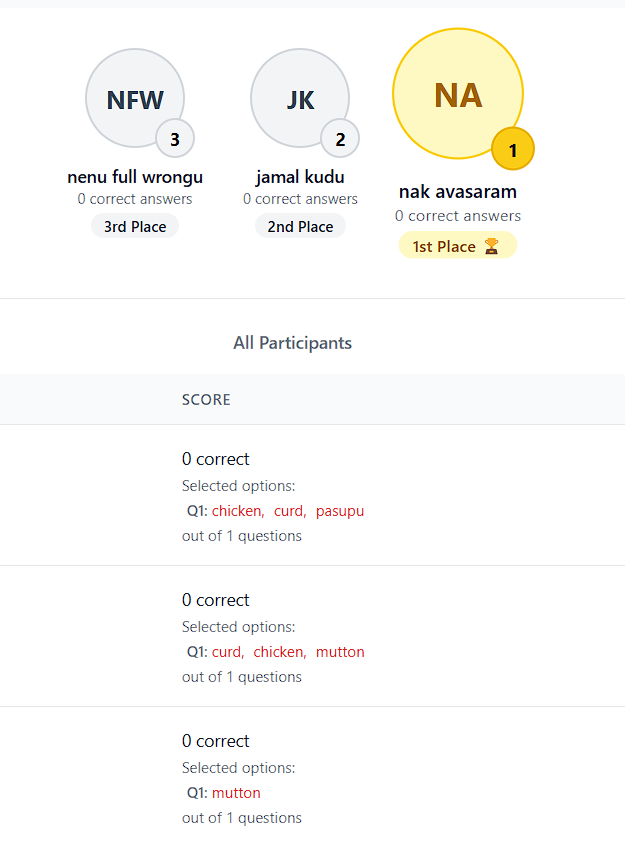 NFW
3
nenu full wrongu
0 correct answers
3rd Place
JK
2
jamal kudu
0 correct answers
2nd Place
NA
1
nak avasaram
0 correct answers
1st Place 🏆
All Participants
SCORE
0 correct
Selected options:
Q1: chicken, curd, pasupu
out of 1 questions
0 correct
Selected options:
Q1: curd, chicken, mutton
out of 1 questions
0 correct
Selected options:
Q1: mutton
out of 1 questions